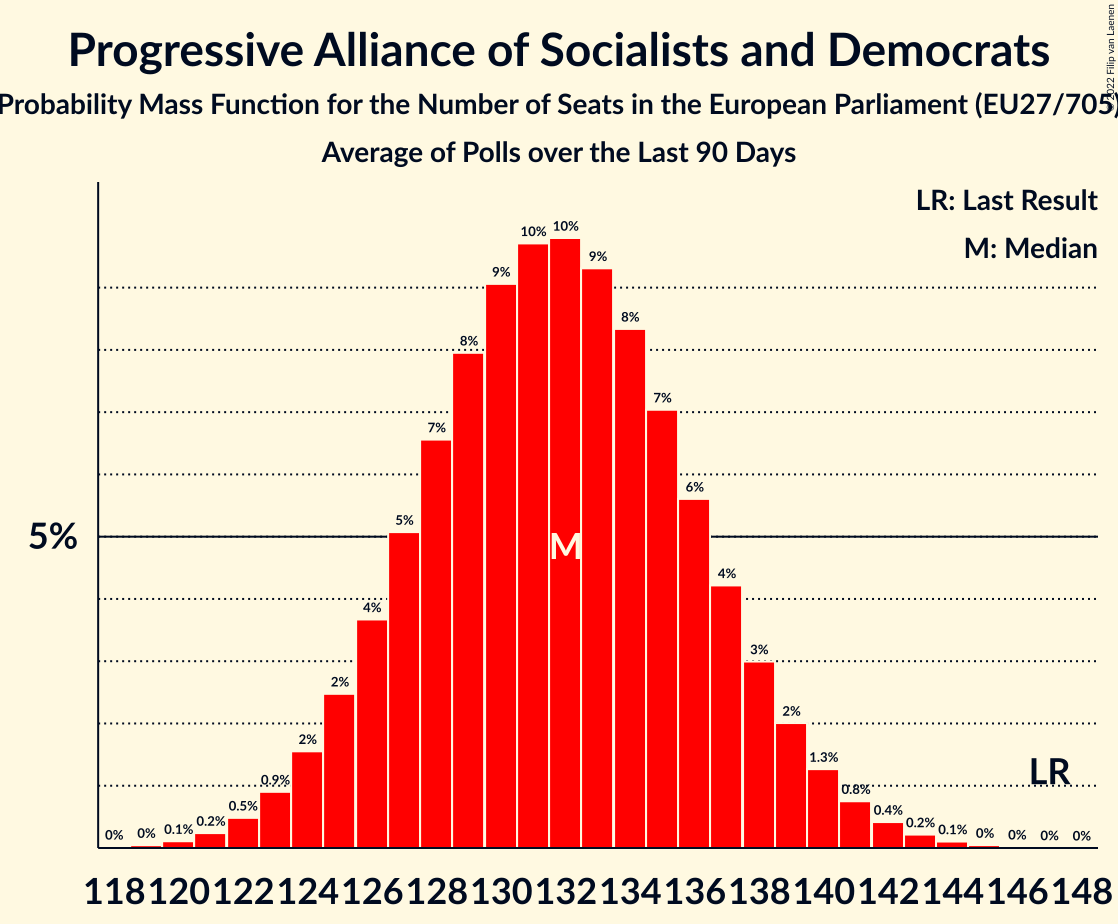 Progressive Alliance of Socialists and Democrats
Probability Mass Function for the Number of Seats in the European Parliament (EU27/705)
Average of Polls over the Last 90 Days
© 2022 Filip van Laenen
LR: Last Result
M: Median
5%
0% 0% 0.1% 0.2% 0.5% 0.9% 2% 2% 4% 5% 7% 8% 9% 10% 10% 9% 8% 7% 6% 4% 3% 2% 1.3% 0.8% 0.4% 0.2% 0.1% 0% 0% 0% 0%
M
LR
118 120 122 124 126 128 130 132 134 136 138 140 142 144 146 148